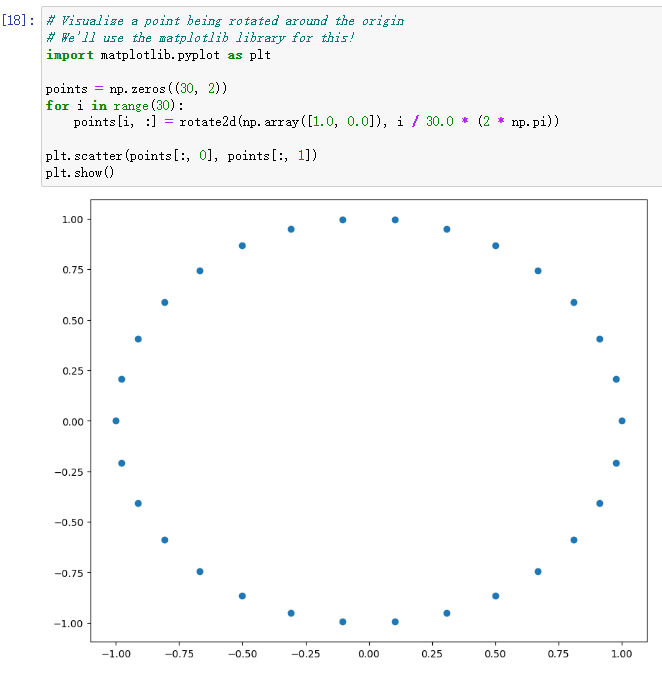 [18]: # Visualize a point being rotated around the origin
# We'll use the matplotlib library for this!
import matplotlib.pyplot as plt
points = np.zeros((30, 2))
for i in range(30):
    points[i, :] = rotate2d(np.array([1.0, 0.0]), i / 30.0 * (2 * np.pi))
plt.scatter(points[:, 0], points[:, 1])
plt.show()
1.00
0.75
0.50
0.25
0.00
−0.25
−0.50
−0.75
−1.00
−1.00 −0.75 −0.50 −0.25 0.00 0.25 0.50 0.75 1.00